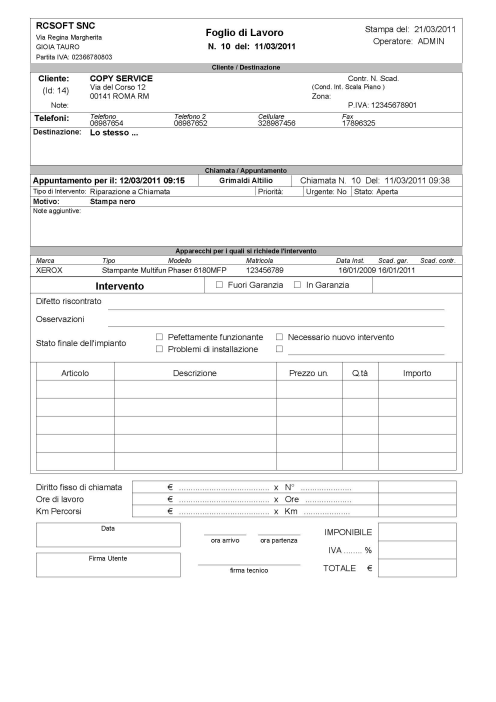 RCSOFT SNC
Via Regina Margherita
GIOIA TAURO
Partita IVA: 02366780803
Foglio di Lavoro
N. 10 del: 11/03/2011
Stampa del: 21/03/2011
Operatore: ADMIN
Cliente / Destinazione
Cliente: COPY SERVICE
(Id: 14) Via del Corso 12
00141 ROMA RM
Note:
Contr. N. Scad.
(Cond. Int. Scala Piano )
Zona:
P.IVA: 12345678901
Telefoni: Telefono Telefono 2 Cellulare Fax
06987654 06987652 328987456 17896325
Destinazione: Lo stesso ...
Chiamata / Appuntamento
Appuntamento per il: 12/03/2011 09:15 Grimaldi Altilio Chiamata N. 10 Del: 11/03/2011 09:38
Tipo di Intervento: Riparazione a Chiamata Priorità: Urgente: No Stato: Aperta
Motivo: Stampa nero
Note aggiuntive:
Apparecchi per i quali si richiede l'intervento
Marca Tipo Modello Matricola Data Inst. Scad. gar. Scad. contr.
XEROX Stampante Multifun Phaser 6180MFP 123456789 16/01/2009 16/01/2011
Intervento Fuori Garanzia In Garanzia
Difetto riscontrato
Osservazioni
Stato finale dell'impianto Pefettamente funzionante Necessario nuovo intervento
Problemi di installazione
Articolo Descrizione Prezzo un. Q.tà Importo
Diritto fisso di chiamata € ....................................... x N° ......................
Ore di lavoro € ....................................... x Ore ....................
Km Percorsi € ....................................... x Km ....................
Data
ora arrivo ora partenza
IMPONIBILE
IVA ........ %
Firma Utente
firma tecnico
TOTALE €